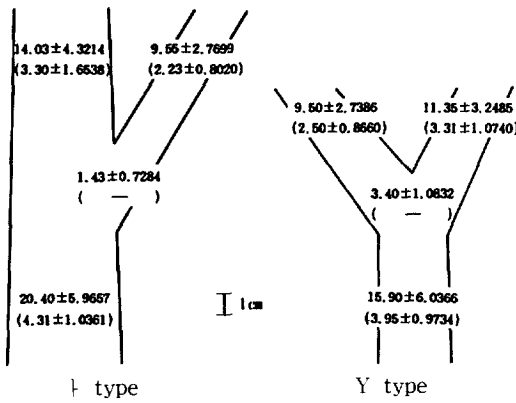 14.03±4.3214
(3.30±1.6538)
9.55±2.7699
(2.23±0.8020)
1.43±0.7284
( — )
20.40±5.9657
(4.31±1.0361)
1cm
⊦ type
9.50±2.7386
(2.50±0.8660)
11.35±3.2485
(3.31±1.0740)
3.40±1.0832
( — )
15.90±6.0366
(3.95±0.9734)
Y type